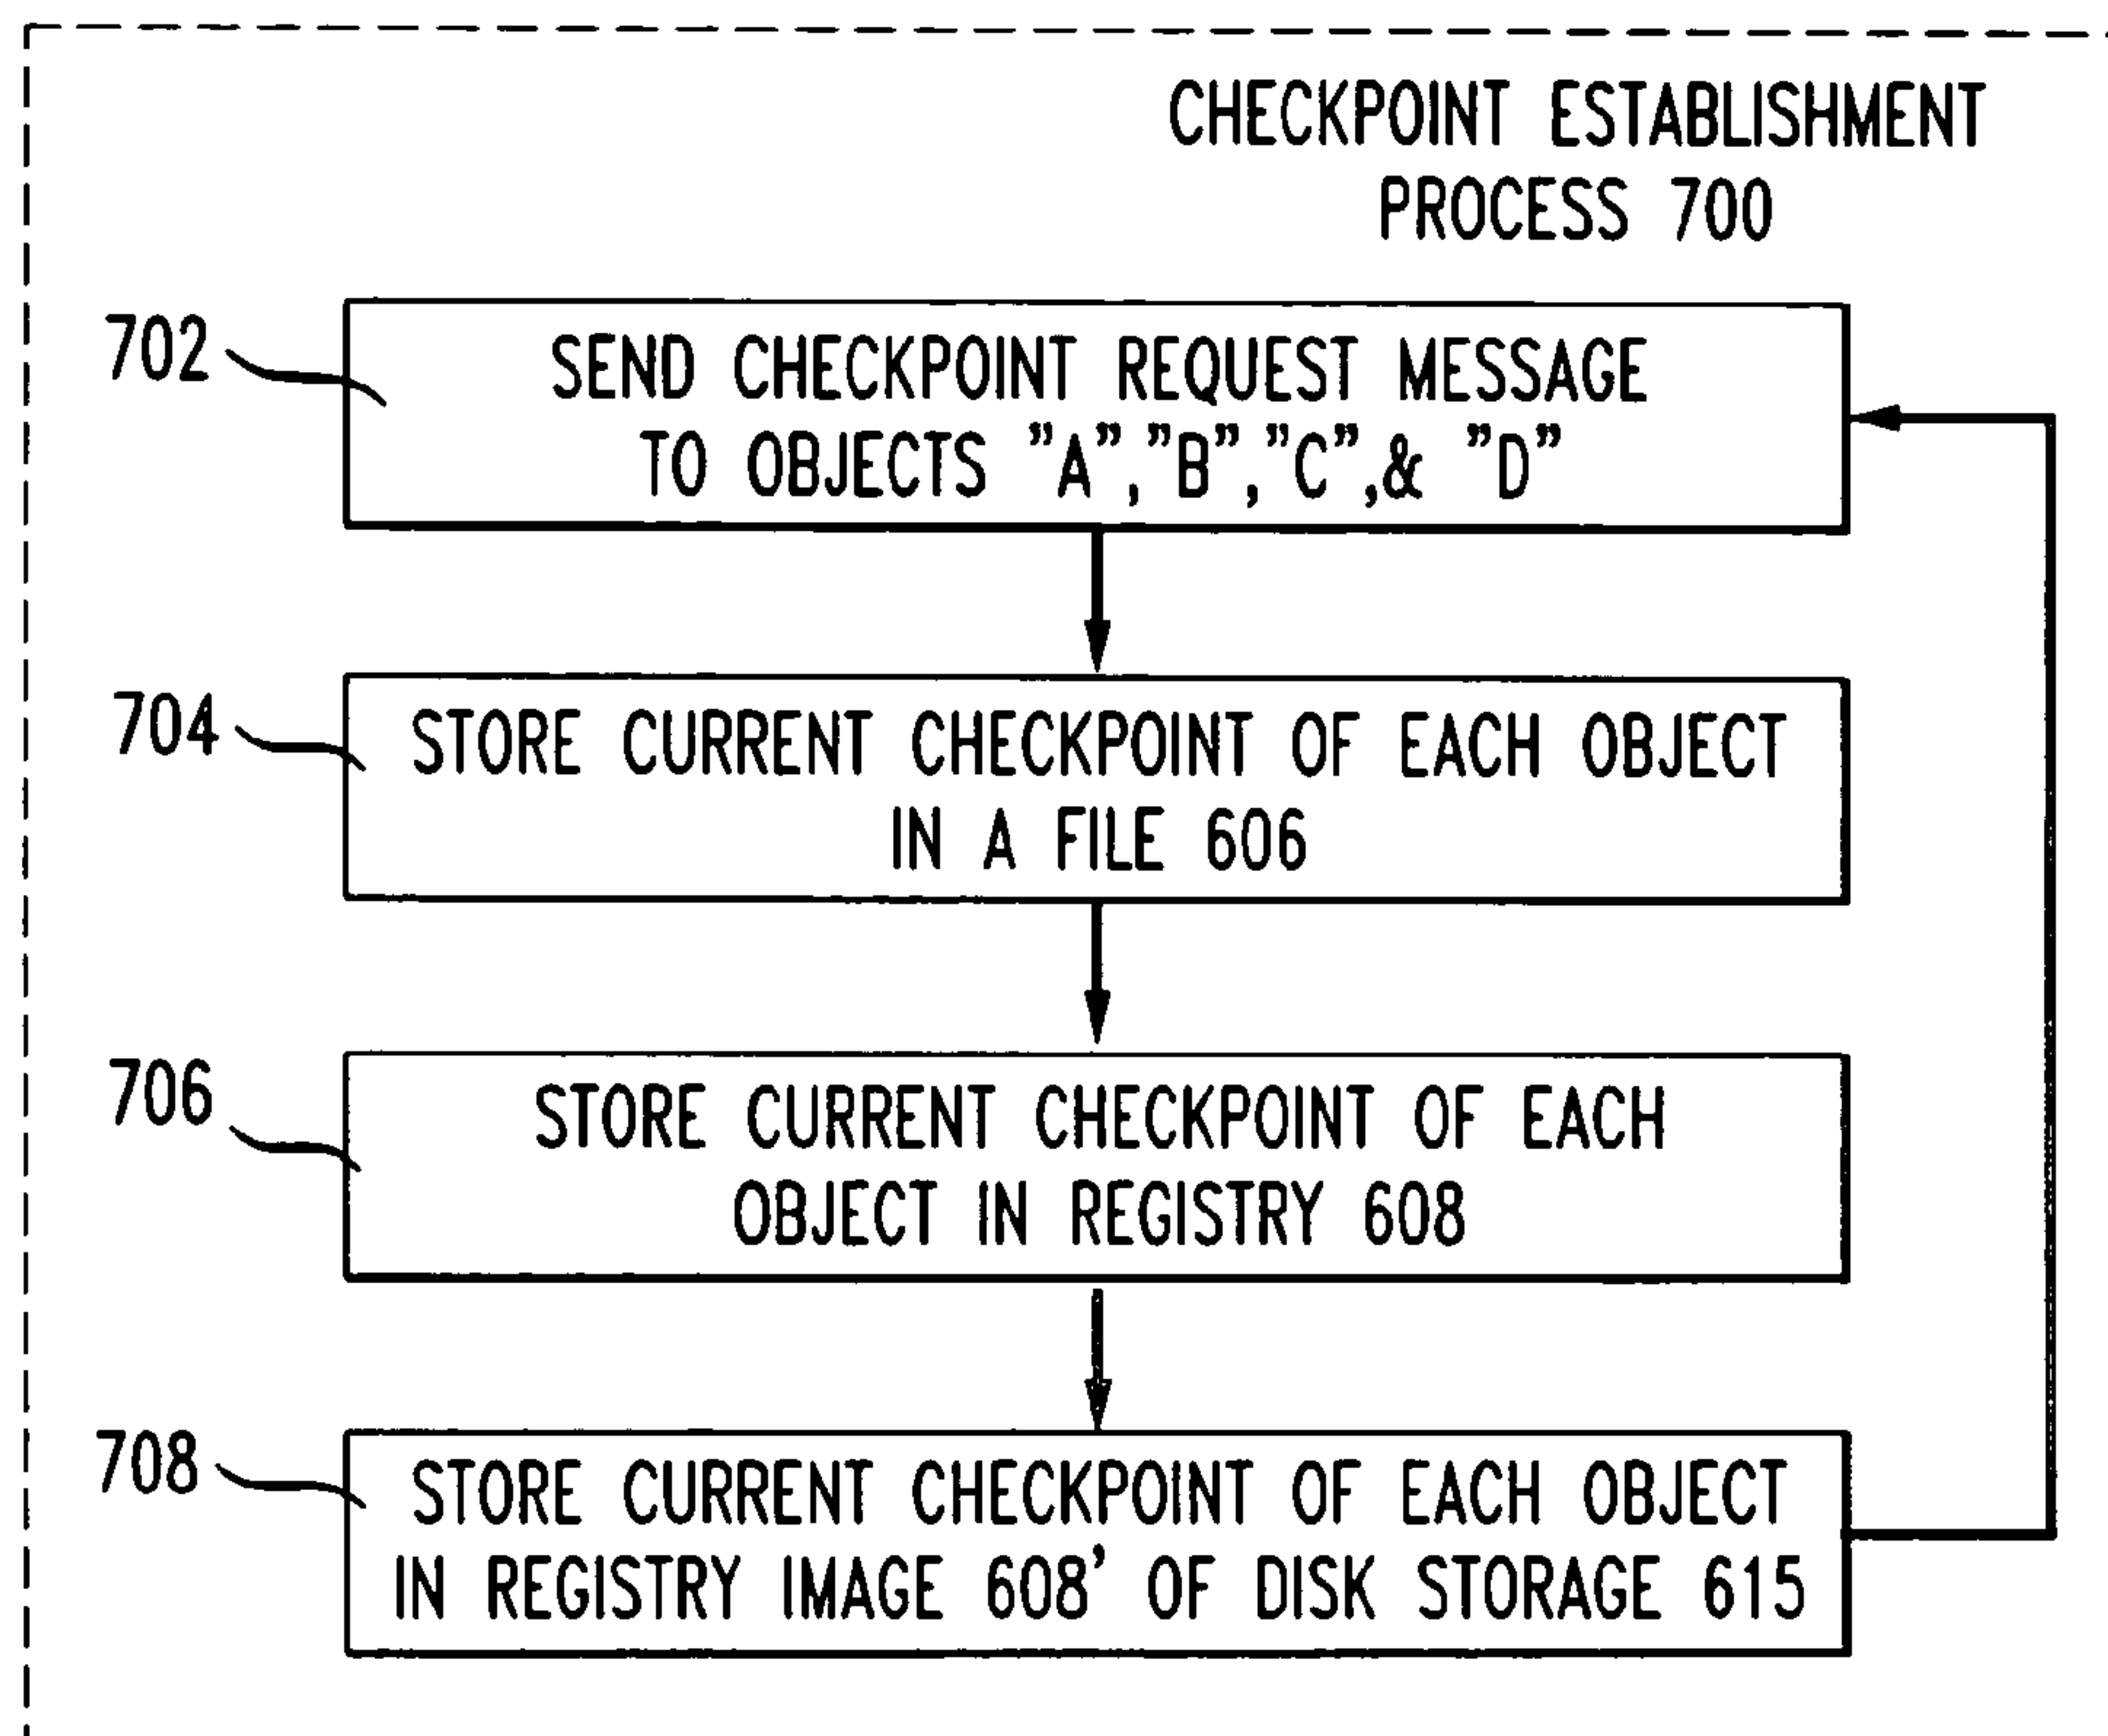 CHECKPOINT ESTABLISHMENT
PROCESS 700
702
SEND CHECKPOINT REQUEST MESSAGE
TO OBJECTS "A","B","C",& "D"
704
STORE CURRENT CHECKPOINT OF EACH OBJECT
IN A FILE 606
706
STORE CURRENT CHECKPOINT OF EACH
OBJECT IN REGISTRY 608
708
STORE CURRENT CHECKPOINT OF EACH OBJECT
IN REGISTRY IMAGE 608' OF DISK STORAGE 615